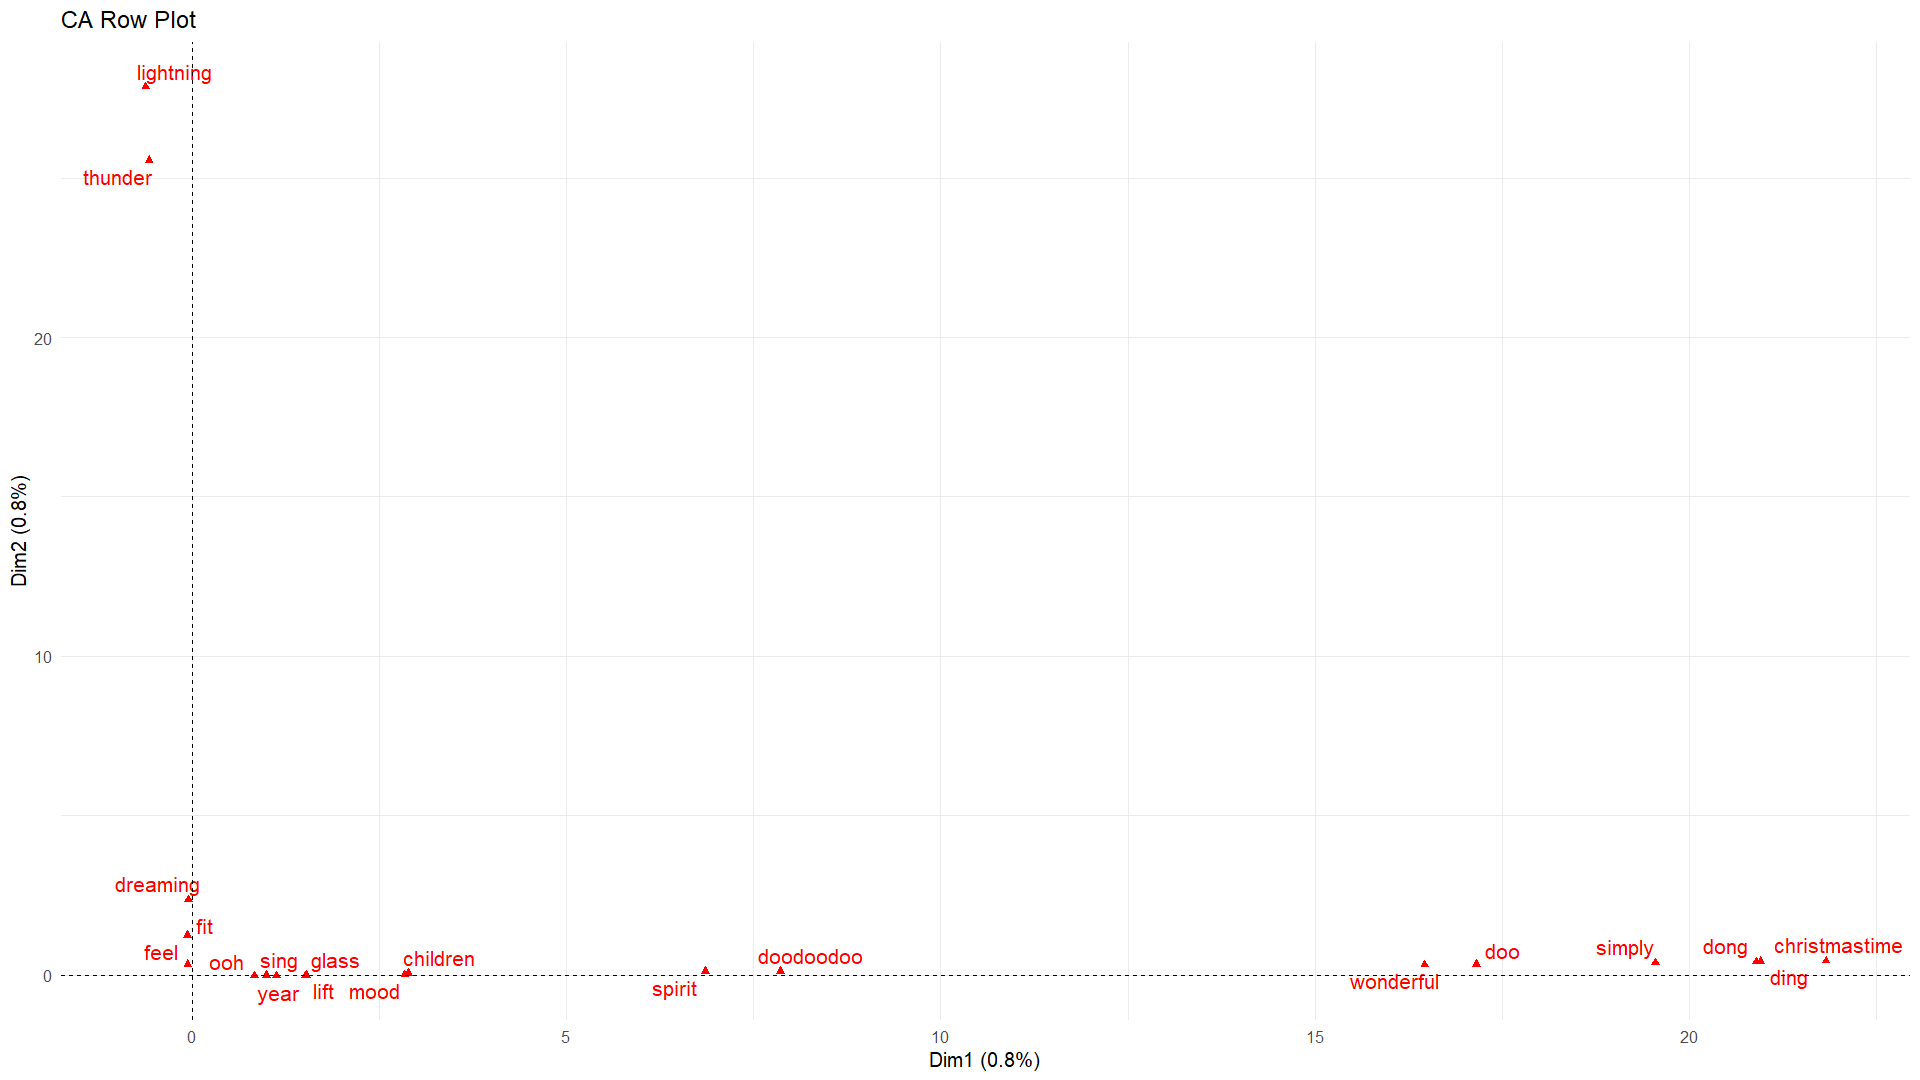 CA Row Plot
lightning
thunder
20
10
0
Dim2 (0.8%)
dreaming
fit
feel
ooh
sing
glass
children
year
lift
mood
doodoodoo
spirit
doo
wonderful
simply
dong
christmastime
ding
0
5
10
15
20
Dim1 (0.8%)